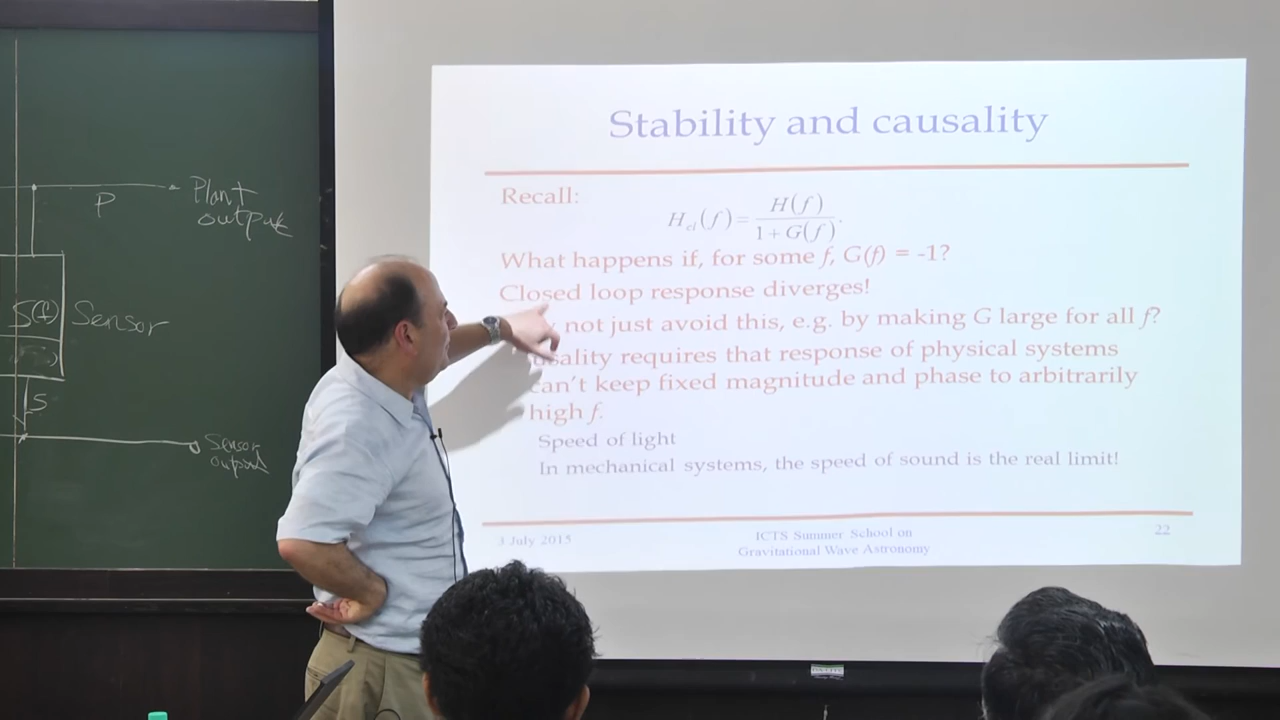 Plant
output
P
S(f) Sensor
S
Sensor
output
Stability and causality
Recall:
H_cl(f) = H(f) / 1 + G(f).
What happens if, for some f, G(f) = -1?
Closed loop response diverges!
not just avoid this, e.g. by making G large for all f?
usality requires that response of physical systems
can't keep fixed magnitude and phase to arbitrarily
high f.
Speed of light
In mechanical systems, the speed of sound is the real limit!
3 July 2015
ICTS Summer School on
Gravitational Wave Astronomy
22